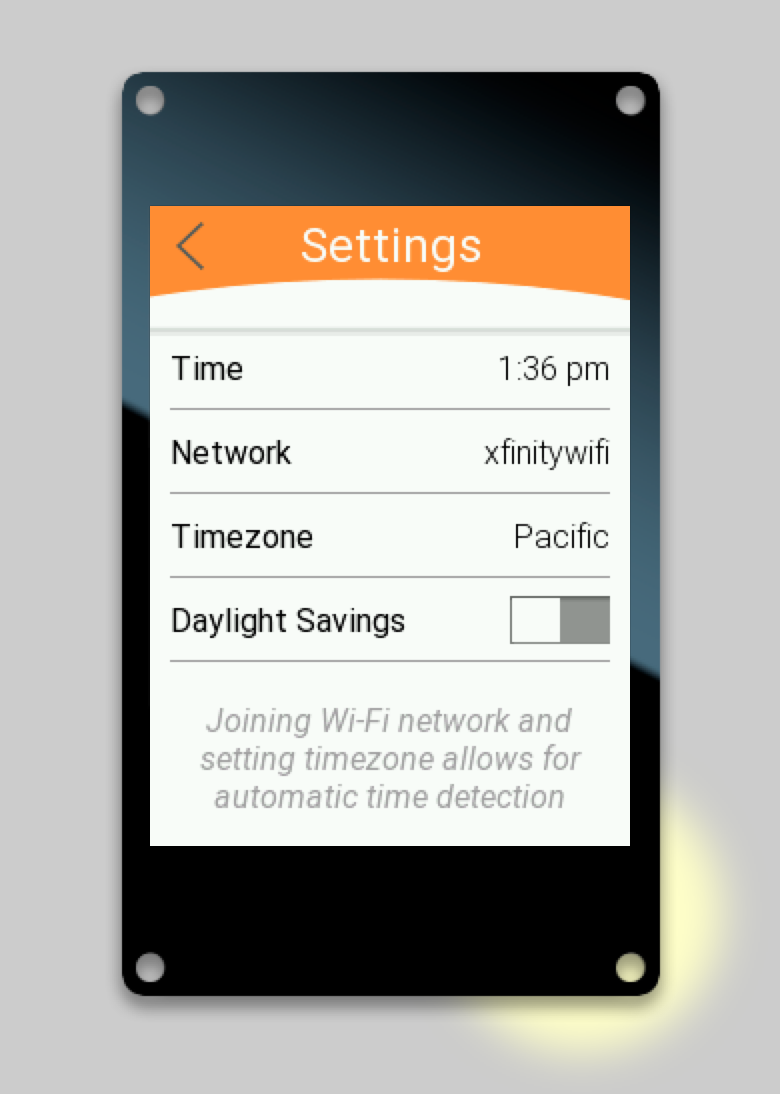 Settings
Time 1:36 pm
Network xfinitywifi
Timezone Pacific
Daylight Savings
Joining Wi-Fi network and
setting timezone allows for
automatic time detection